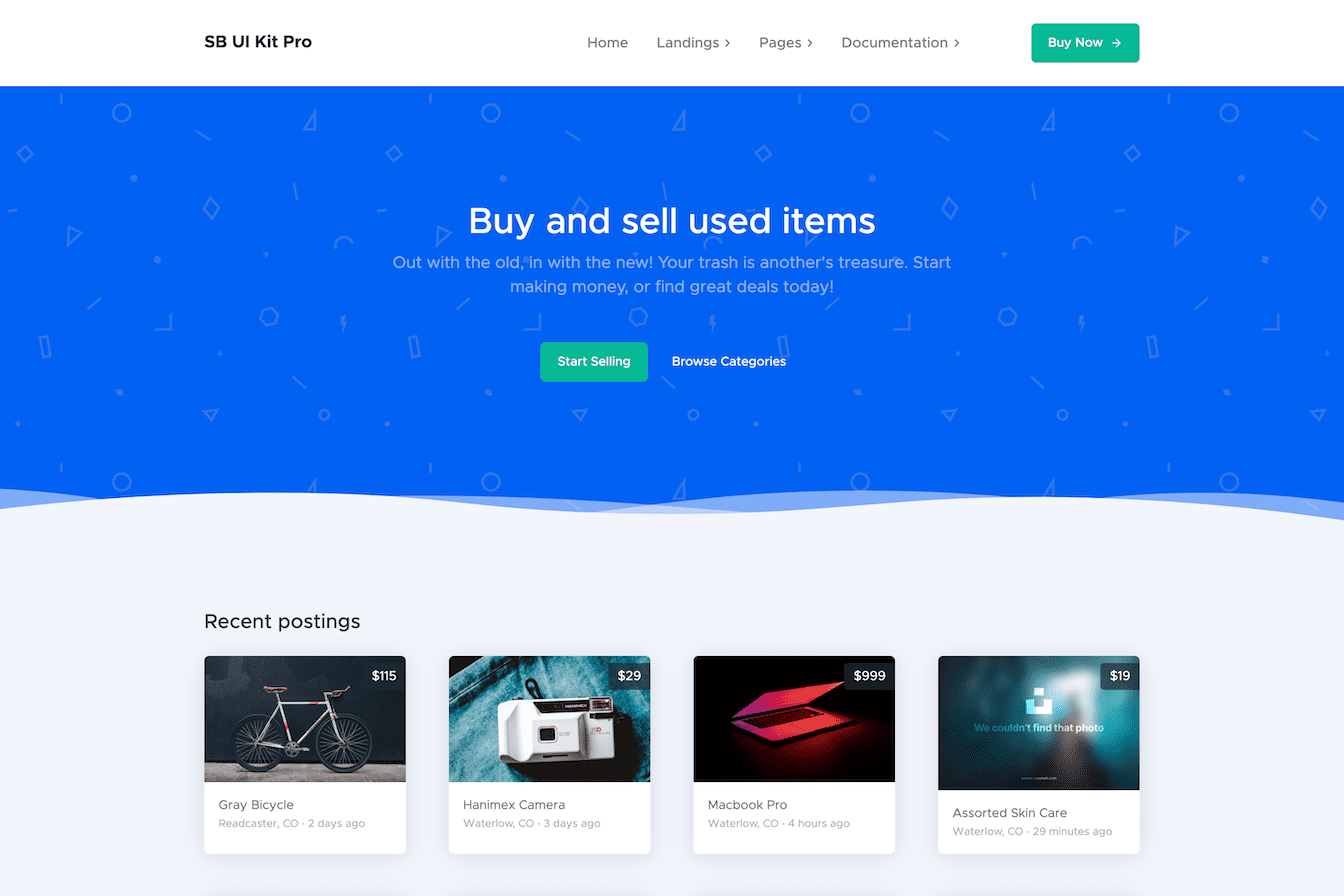 SB UI Kit Pro
Home
Landings
Pages
Documentation
Buy Now
Buy and sell used items
Out with the old, in with the new! Your trash is another's treasure. Start
making money, or find great deals today!
Start Selling
Browse Categories
Recent postings
$115
Gray Bicycle
Readcaster, CO · 2 days ago
$29
HANIMEX
Hanimex Camera
Waterlow, CO · 3 days ago
$999
Macbook Pro
Waterlow, CO · 4 hours ago
$19
We couldn't find that photo
Assorted Skin Care
Waterlow, CO · 29 minutes ago